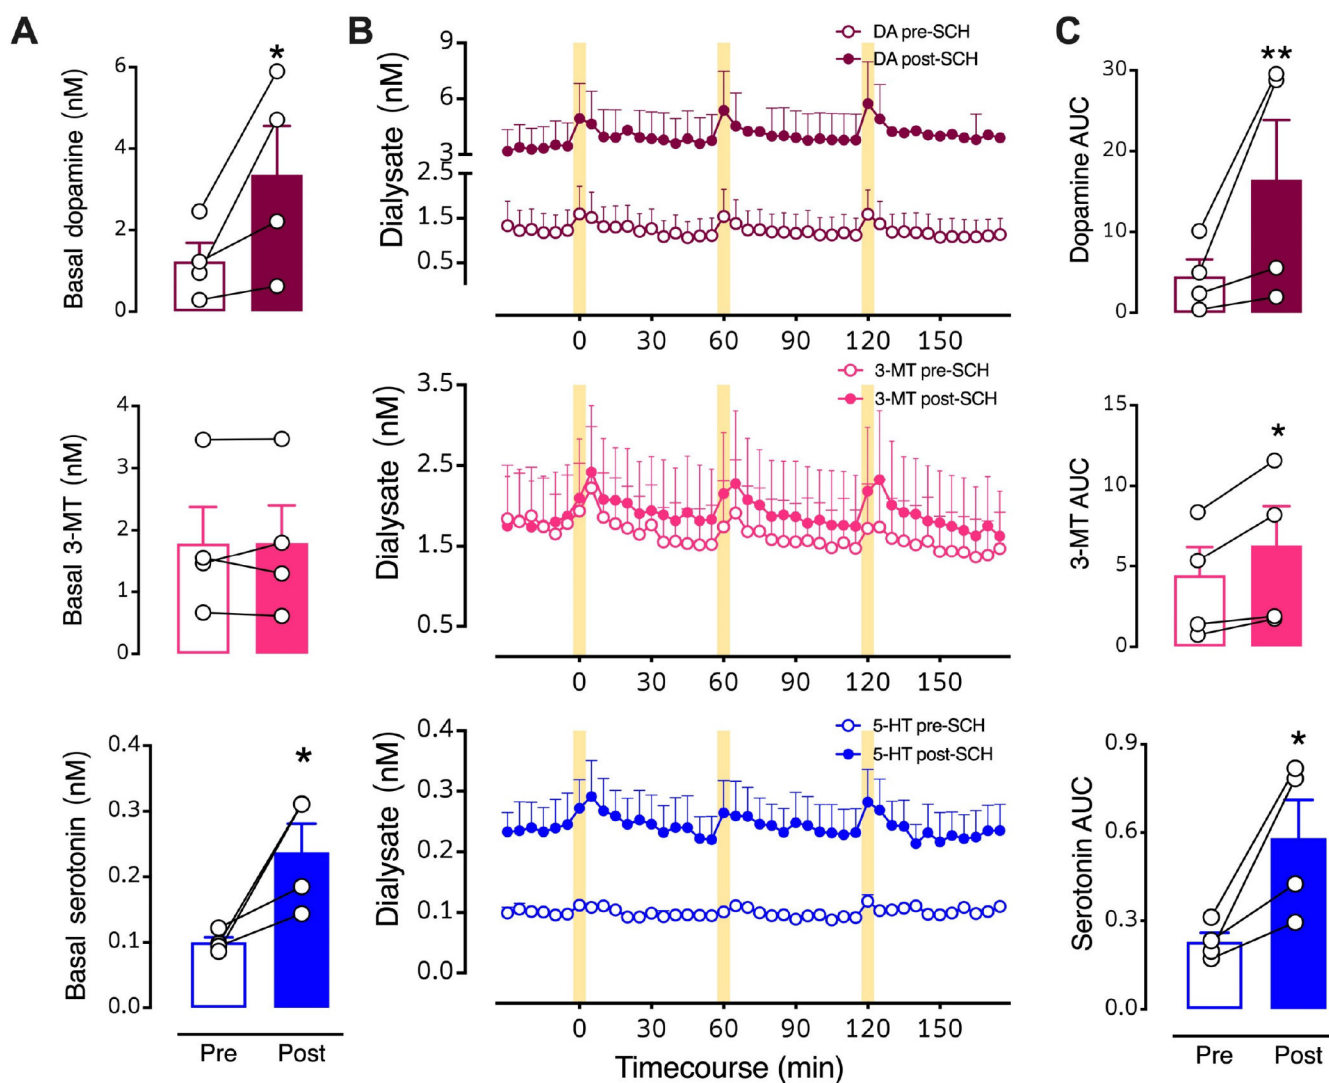 A
Basal dopamine (nM)
6
4
2
0
*
B
Dialysate (nM)
9
6
3
2.5
1.5
0.5
DA pre-SCH
DA post-SCH
0 30 60 90 120 150
C
Dopamine AUC
30
20
10
0
**
Basal 3-MT (nM)
4
3
2
1
0
Dialysate (nM)
3.5
2.5
1.5
0.5
3-MT pre-SCH
3-MT post-SCH
0 30 60 90 120 150
3-MT AUC
15
10
5
0
*
Basal serotonin (nM)
0.4
0.3
0.2
0.1
0.0
*
Pre Post
Dialysate (nM)
0.4
0.3
0.2
0.1
0.0
5-HT pre-SCH
5-HT post-SCH
0 30 60 90 120 150
Timecourse (min)
Serotonin AUC
0.9
0.6
0.3
0.0
*
Pre Post